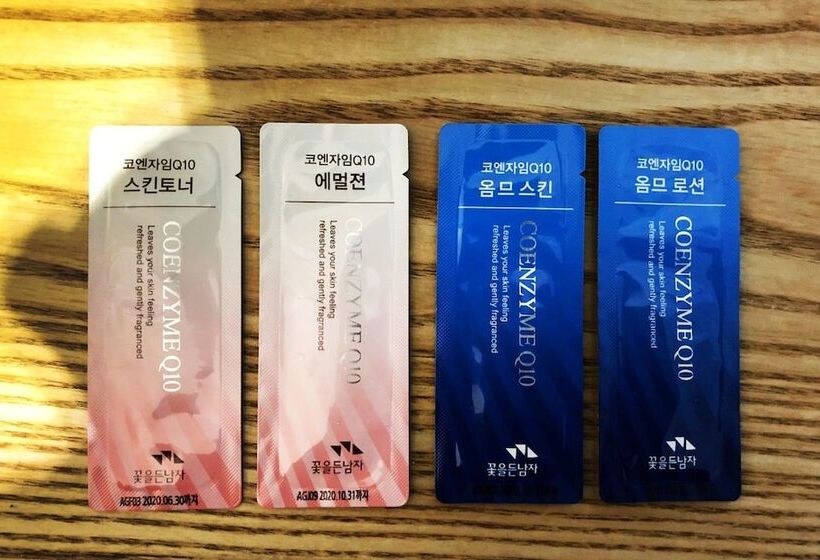 코엔자임Q10
스킨토너
COENZYME Q10
Leaves your skin feeling
refreshed and gently fragranced
꽃을든남자
AGF03 2020.06.30까지
코엔자임Q10
에멀젼
COENZYME Q10
Leaves your skin feeling
refreshed and gently fragranced
꽃을든남자
AGJ09 2020.10.31까지
코엔자임Q10
옴므 스킨
COENZYME Q10
Leaves your skin feeling
refreshed and gently fragranced
꽃을든남자
코엔자임Q10
옴므 로션
COENZYME Q10
Leaves your skin feeling
refreshed and gently fragranced
꽃을든남자